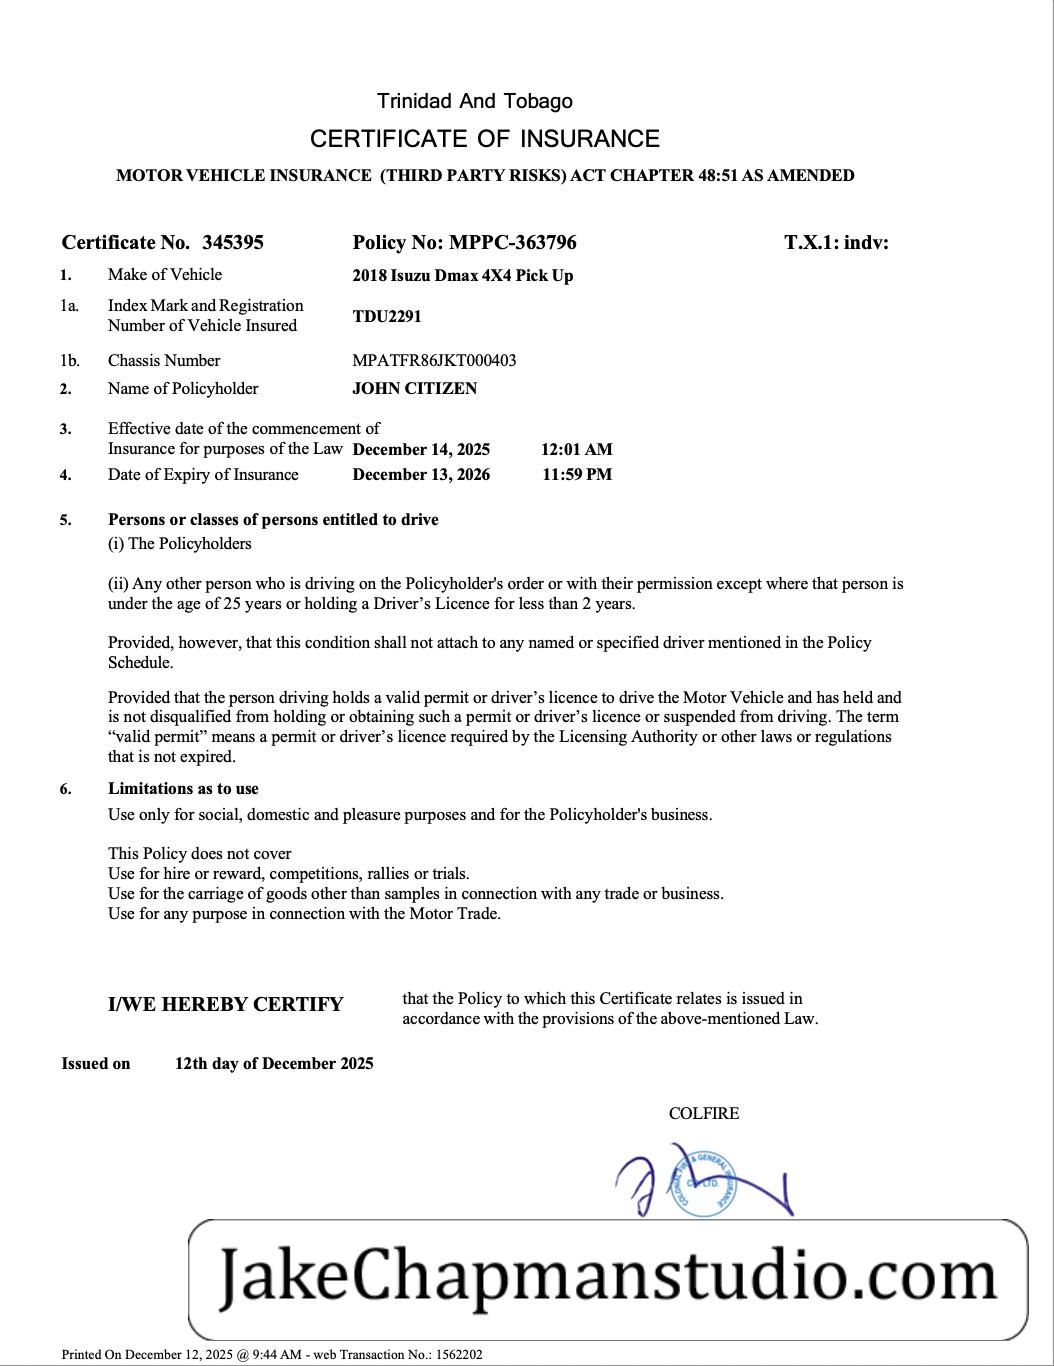 Trinidad And Tobago
CERTIFICATE OF INSURANCE
MOTOR VEHICLE INSURANCE (THIRD PARTY RISKS) ACT CHAPTER 48:51 AS AMENDED
Certificate No. 345395 Policy No: MPPC-363796 T.X.1: indv:
1. Make of Vehicle 2018 Isuzu Dmax 4X4 Pick Up
1a. Index Mark and Registration
Number of Vehicle Insured TDU2291
1b. Chassis Number MPATFR86JKT000403
2. Name of Policyholder JOHN CITIZEN
3. Effective date of the commencement of
Insurance for purposes of the Law December 14, 2025 12:01 AM
4. Date of Expiry of Insurance December 13, 2026 11:59 PM
5. Persons or classes of persons entitled to drive
(i) The Policyholders
(ii) Any other person who is driving on the Policyholder's order or with their permission except where that person is
under the age of 25 years or holding a Driver’s Licence for less than 2 years.
Provided, however, that this condition shall not attach to any named or specified driver mentioned in the Policy
Schedule.
Provided that the person driving holds a valid permit or driver’s licence to drive the Motor Vehicle and has held and
is not disqualified from holding or obtaining such a permit or driver’s licence or suspended from driving. The term
“valid permit” means a permit or driver’s licence required by the Licensing Authority or other laws or regulations
that is not expired.
6. Limitations as to use
Use only for social, domestic and pleasure purposes and for the Policyholder's business.
This Policy does not cover
Use for hire or reward, competitions, rallies or trials.
Use for the carriage of goods other than samples in connection with any trade or business.
Use for any purpose in connection with the Motor Trade.
I/WE HEREBY CERTIFY that the Policy to which this Certificate relates is issued in
accordance with the provisions of the above-mentioned Law.
Issued on 12th day of December 2025
COLFIRE
COLONIAL FIRE & GENERAL INSURANCE
LTD.
JakeChapmanstudio.com
Printed On December 12, 2025 @ 9:44 AM - web Transaction No.: 1562202